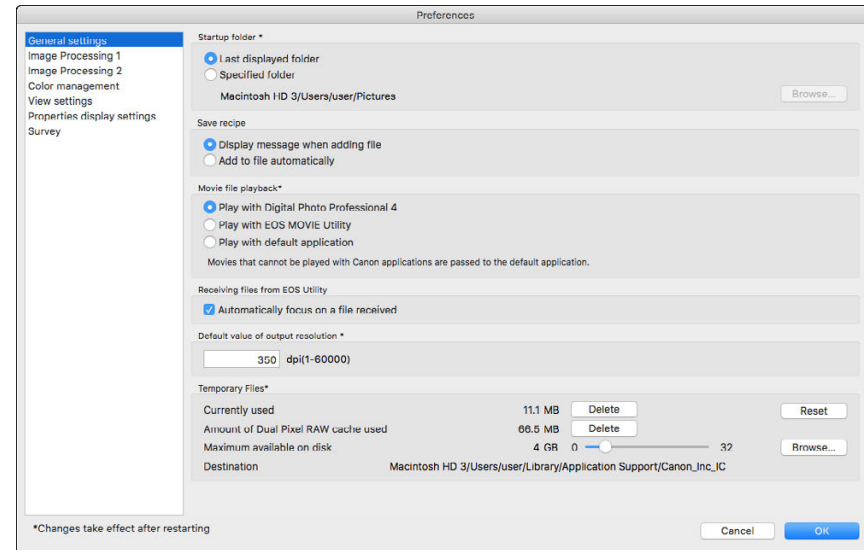 Preferences
General settings
Image Processing 1
Image Processing 2
Color management
View settings
Properties display settings
Survey
Startup folder *
Last displayed folder
Specified folder
Macintosh HD 3/Users/user/Pictures
Browse...
Save recipe
Display message when adding file
Add to file automatically
Movie file playback*
Play with Digital Photo Professional 4
Play with EOS MOVIE Utility
Play with default application
Movies that cannot be played with Canon applications are passed to the default application.
Receiving files from EOS Utility
Automatically focus on a file received
Default value of output resolution *
350 dpi(1-60000)
Temporary Files*
Currently used 11.1 MB Delete Reset
Amount of Dual Pixel RAW cache used 66.5 MB Delete
Maximum available on disk 4 GB 0 32 Browse...
Destination Macintosh HD 3/Users/user/Library/Application Support/Canon_Inc_IC
*Changes take effect after restarting
Cancel OK